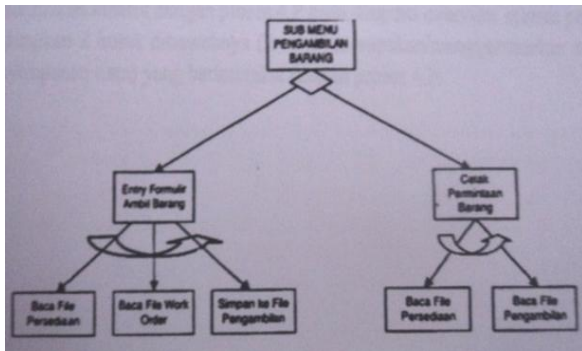 SUB MENU
PENGAMBILAN
BARANG
Entry Formulir
Ambil Barang
Cetak
Permintaan
Barang
Baca File
Persediaan
Baca File Work
Order
Simpan ke File
Pengambilan
Baca File
Persediaan
Baca File
Pengambilan